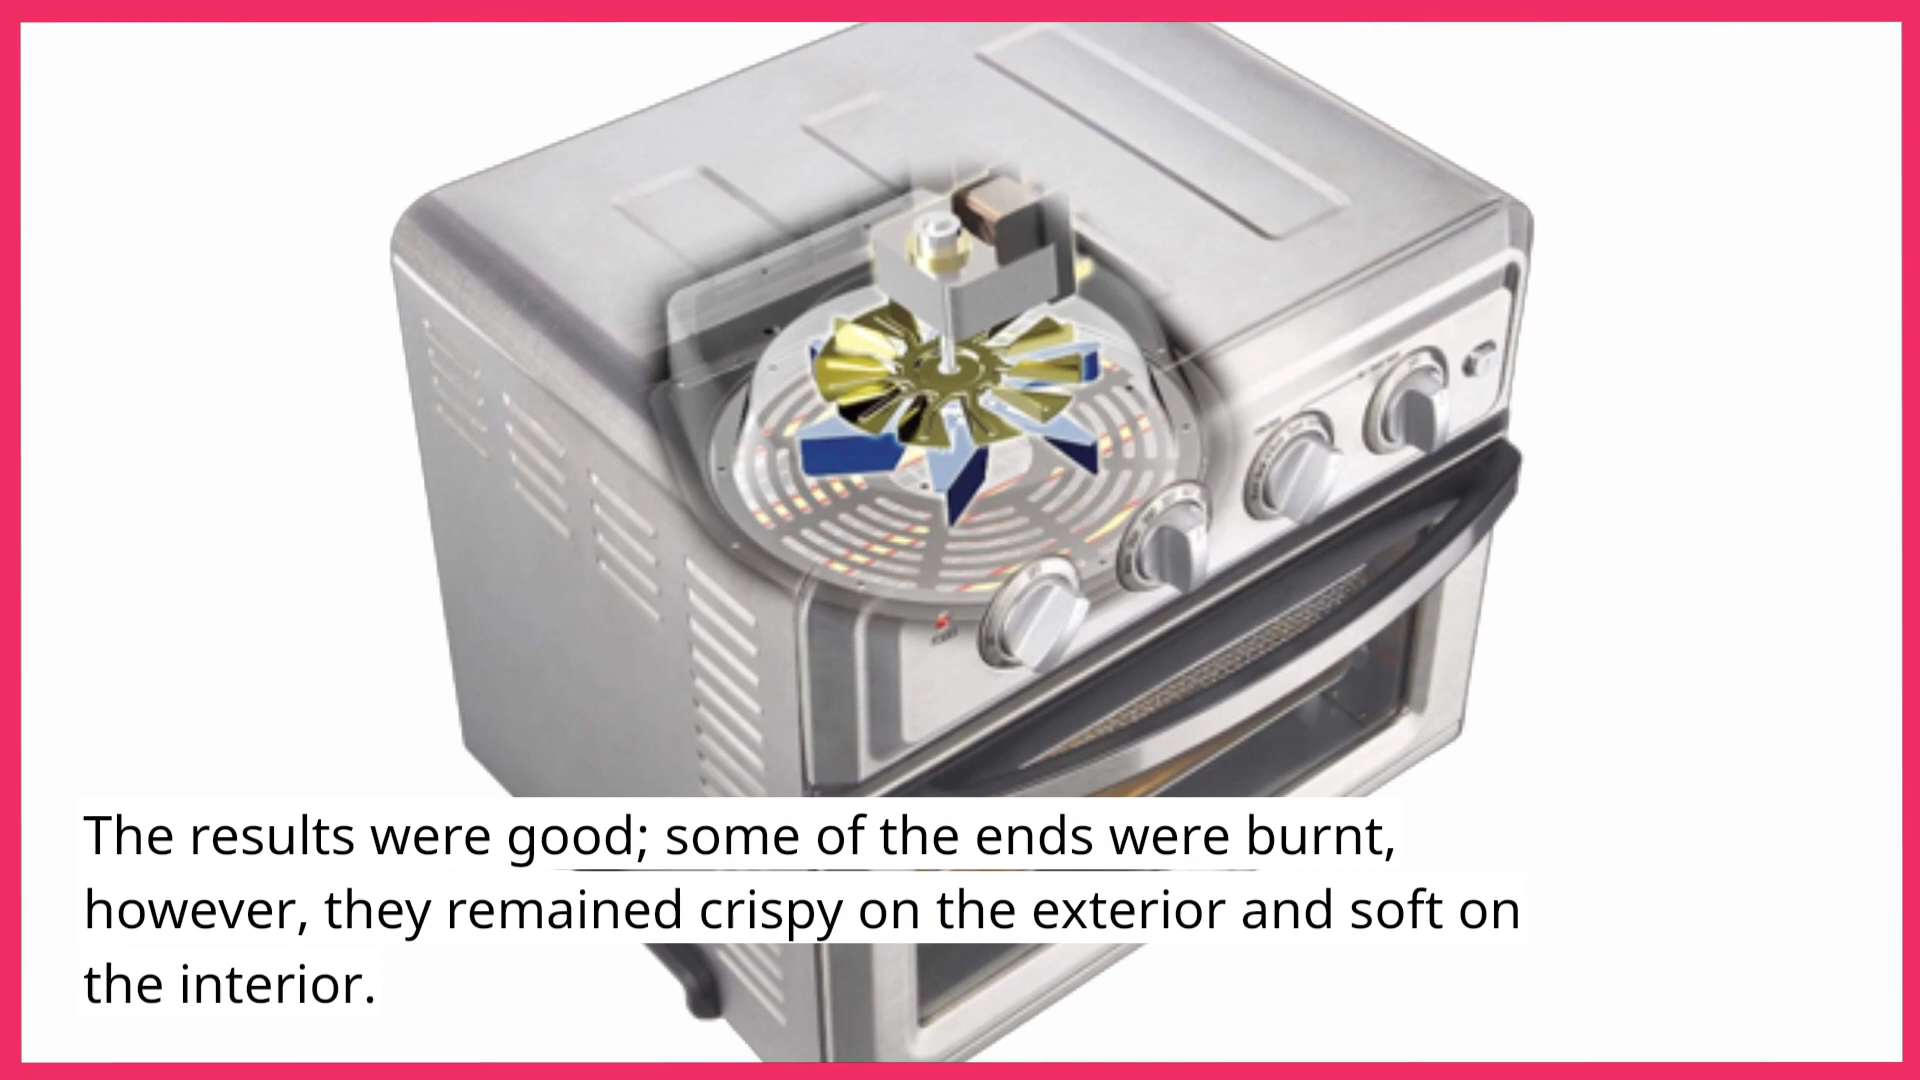 The results were good; some of the ends were burnt,
however, they remained crispy on the exterior and soft on
the interior.